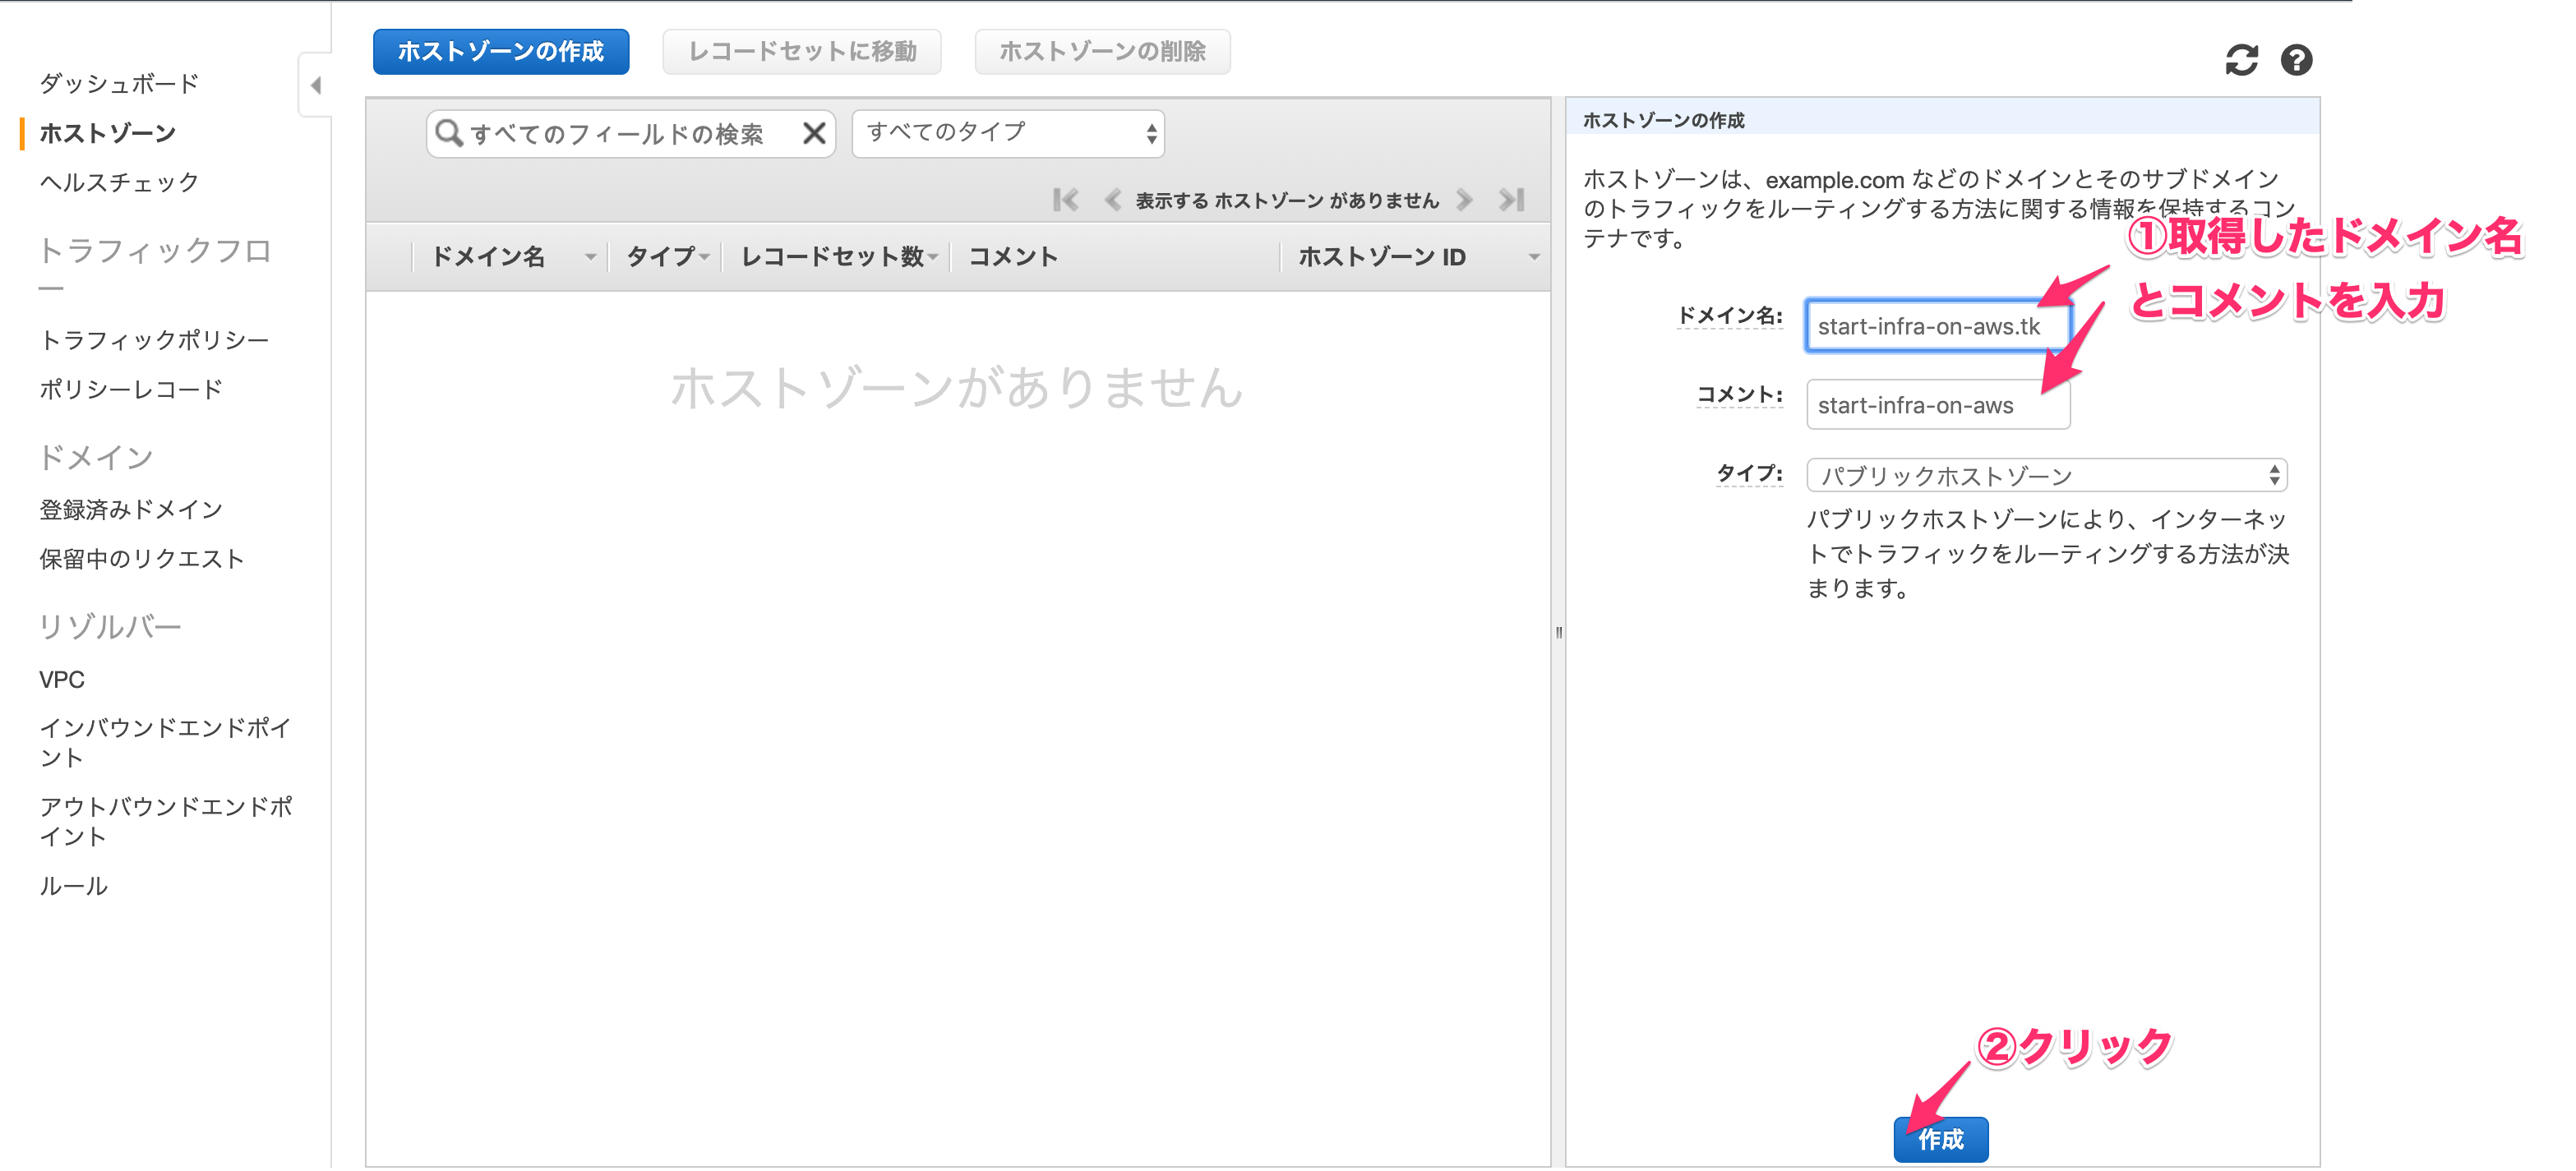 ダッシュボード
ホストゾーン
ヘルスチェック
トラフィックフロ
ー
トラフィックポリシー
ポリシーレコード
ドメイン
登録済みドメイン
保留中のリクエスト
リゾルバー
VPC
インバウンドエンドポイ
ント
アウトバウンドエンドポ
イント
ルール
ホストゾーンの作成 レコードセットに移動 ホストゾーンの削除
すべてのフィールドの検索 すべてのタイプ
表示する ホストゾーン がありません
ドメイン名 タイプ レコードセット数 コメント ホストゾーン ID
ホストゾーンがありません
ホストゾーンの作成
ホストゾーンは、example.com などのドメインとそのサブドメイン
のトラフィックをルーティングする方法に関する情報を保持するコン
テナです。
①取得したドメイン名
とコメントを入力
ドメイン名: start-infra-on-aws.tk
コメント: start-infra-on-aws
タイプ: パブリックホストゾーン
パブリックホストゾーンにより、インターネッ
トでトラフィックをルーティングする方法が決
まります。
②クリック
作成